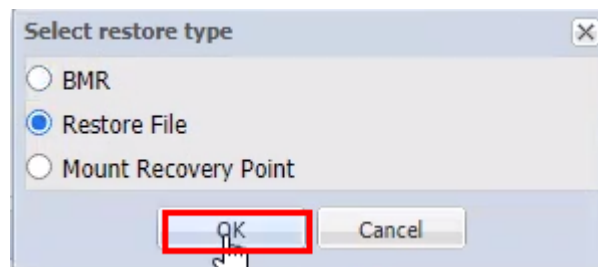 Select restore type
BMR
Restore File
Mount Recovery Point
OK
Cancel